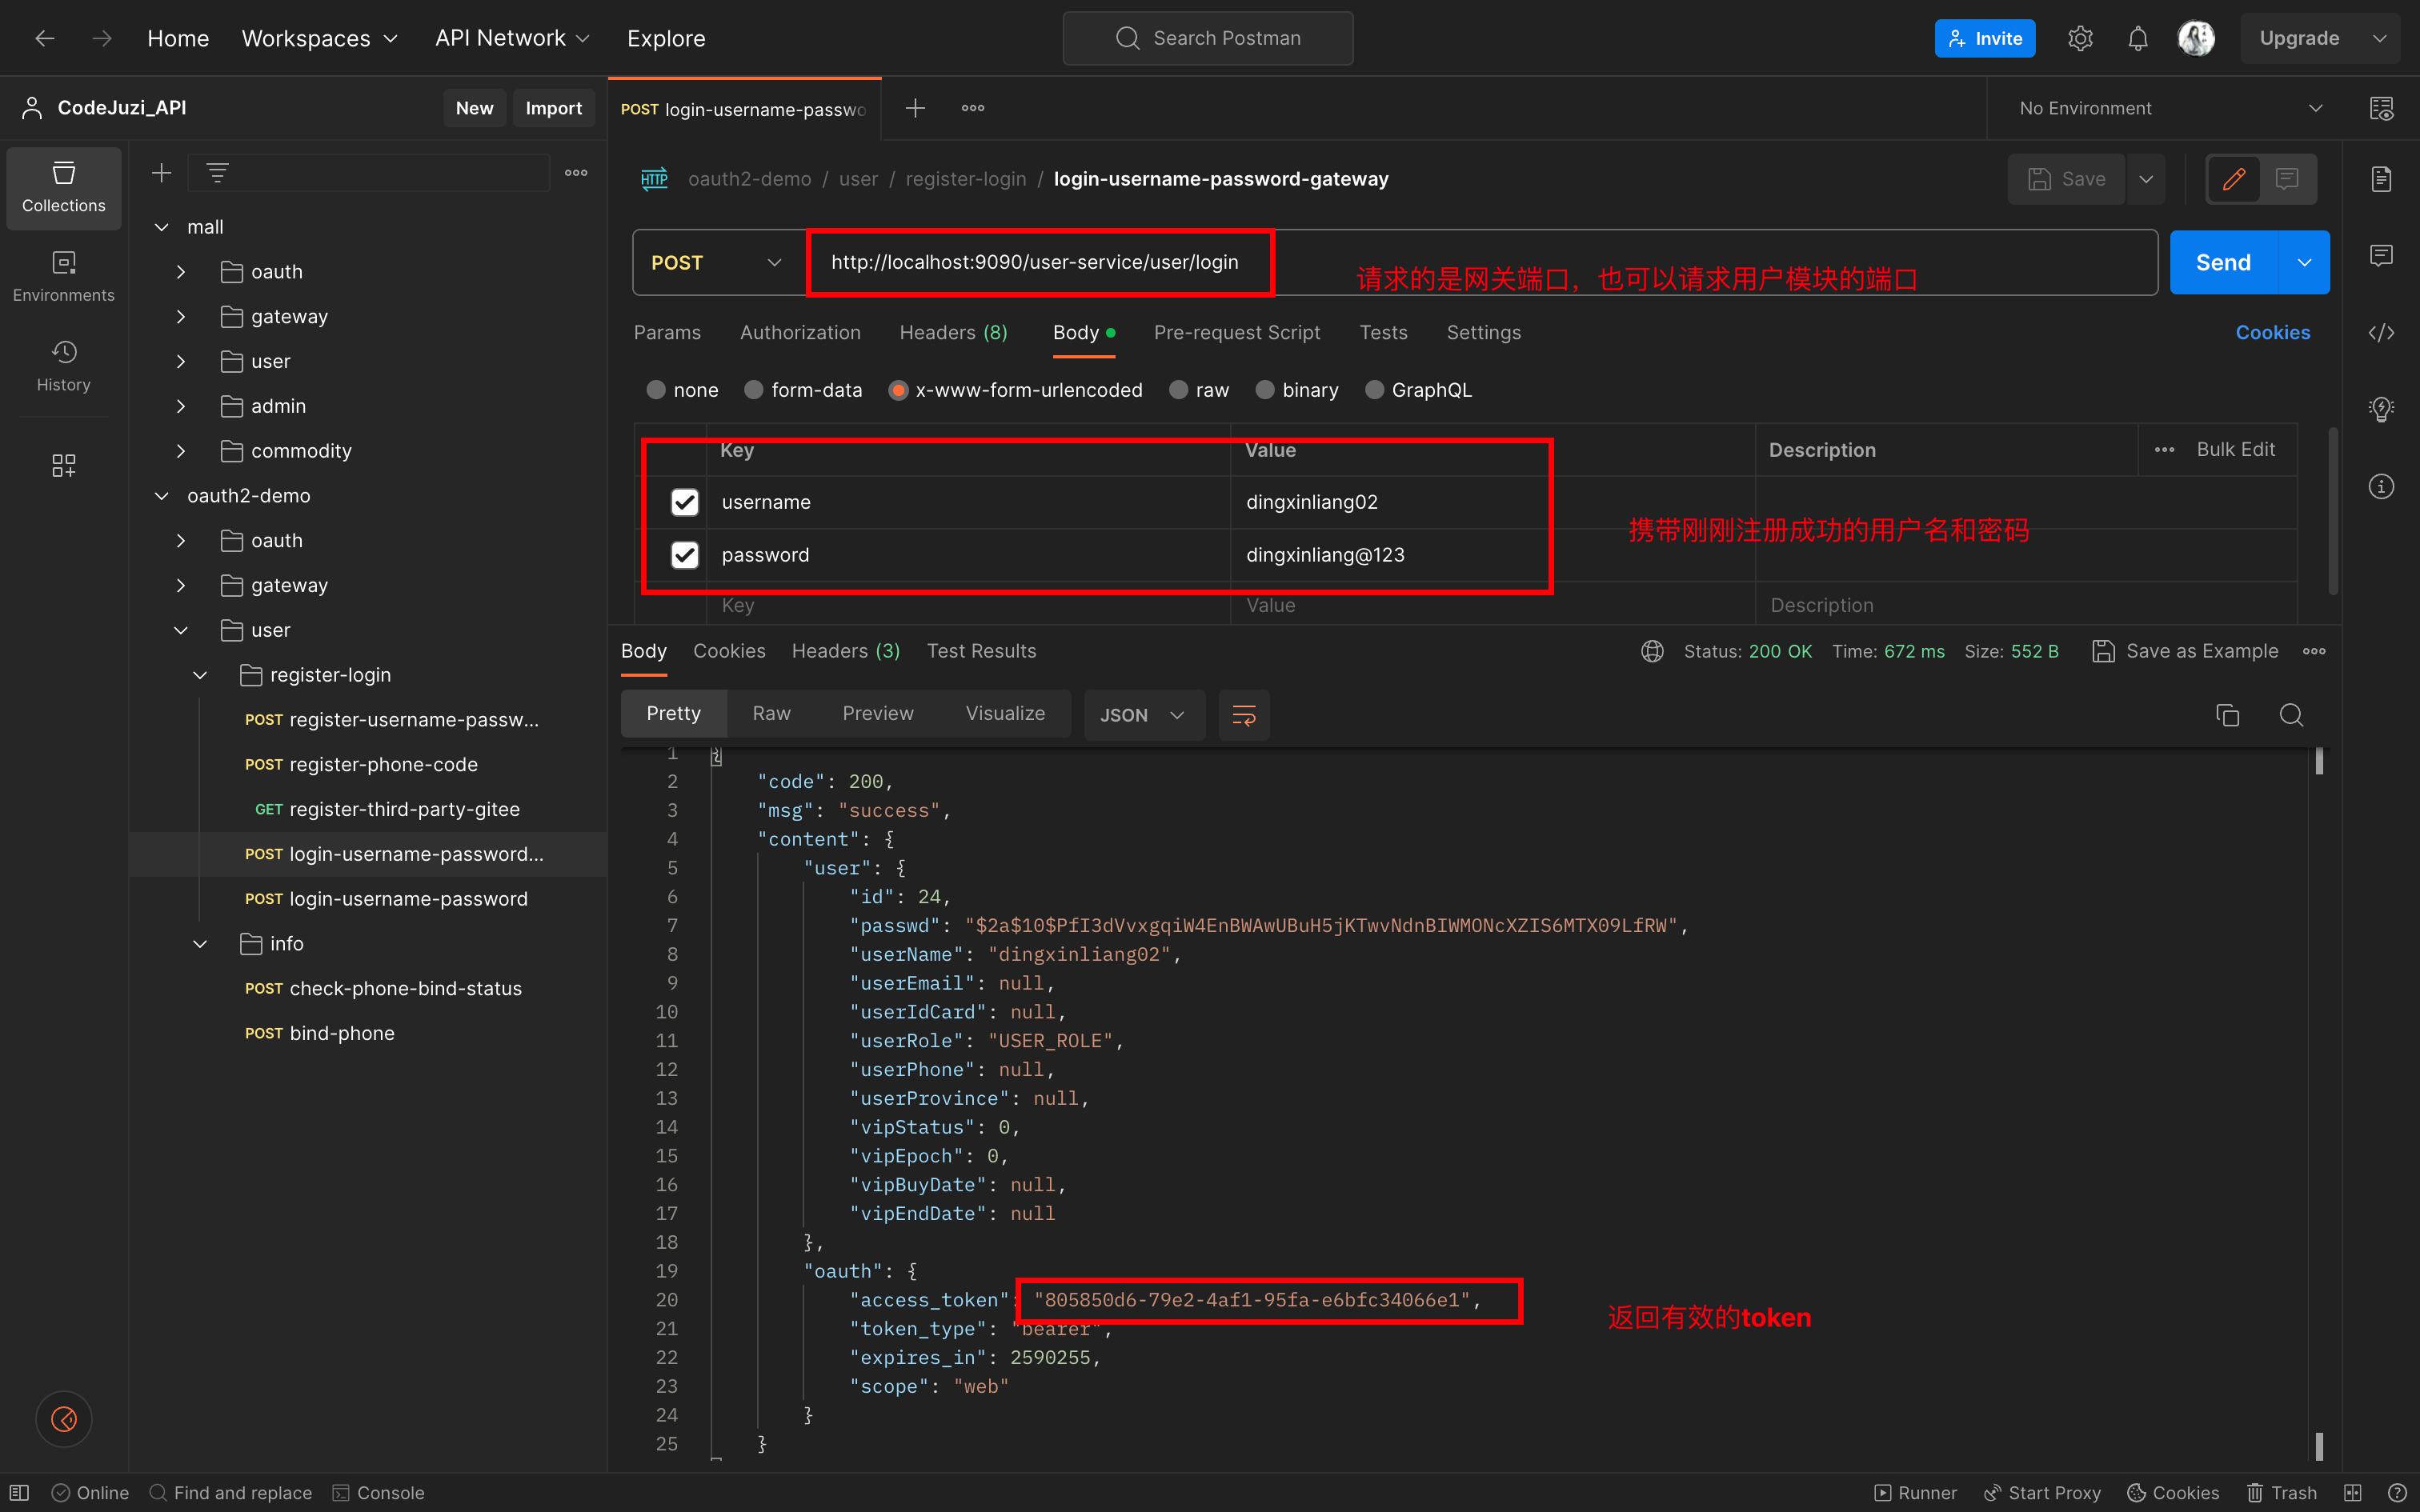 Home Workspaces API Network Explore Search Postman Invite Upgrade
CodeJuzi_API New Import
POST login-username-passwo
No Environment
Collections
Environments
History
mall
oauth
gateway
user
admin
commodity
oauth2-demo
oauth
gateway
user
register-login
POST register-username-passw...
POST register-phone-code
GET register-third-party-gitee
POST login-username-password...
POST login-username-password
info
POST check-phone-bind-status
POST bind-phone
HTTP oauth2-demo / user / register-login / login-username-password-gateway
Save
POST http://localhost:9090/user-service/user/login
请求的是网关端口，也可以请求用户模块的端口
Send
Params Authorization Headers (8) Body Pre-request Script Tests Settings Cookies
none form-data x-www-form-urlencoded raw binary GraphQL
Key Value Description Bulk Edit
username dingxinliang02
携带刚刚注册成功的用户名和密码
password dingxinliang@123
Key Value Description
Body Cookies Headers (3) Test Results Status: 200 OK Time: 672 ms Size: 552 B Save as Example
Pretty Raw Preview Visualize JSON
1 {
2 "code": 200,
3 "msg": "success",
4 "content": {
5 "user": {
6 "id": 24,
7 "passwd": "$2a$10$PfI3dVvxgqiW4EnBWAwUBuH5jKTwvNdnBIWMONcXZIS6MTX09LfRW",
8 "userName": "dingxinliang02",
9 "userEmail": null,
10 "userIdCard": null,
11 "userRole": "USER_ROLE",
12 "userPhone": null,
13 "userProvince": null,
14 "vipStatus": 0,
15 "vipEpoch": 0,
16 "vipBuyDate": null,
17 "vipEndDate": null
18 },
19 "oauth": {
20 "access_token": "805850d6-79e2-4af1-95fa-e6bfc34066e1",
返回有效的token
21 "token_type": "bearer",
22 "expires_in": 2590255,
23 "scope": "web"
24 }
25 }
Online Find and replace Console Runner Start Proxy Cookies Trash